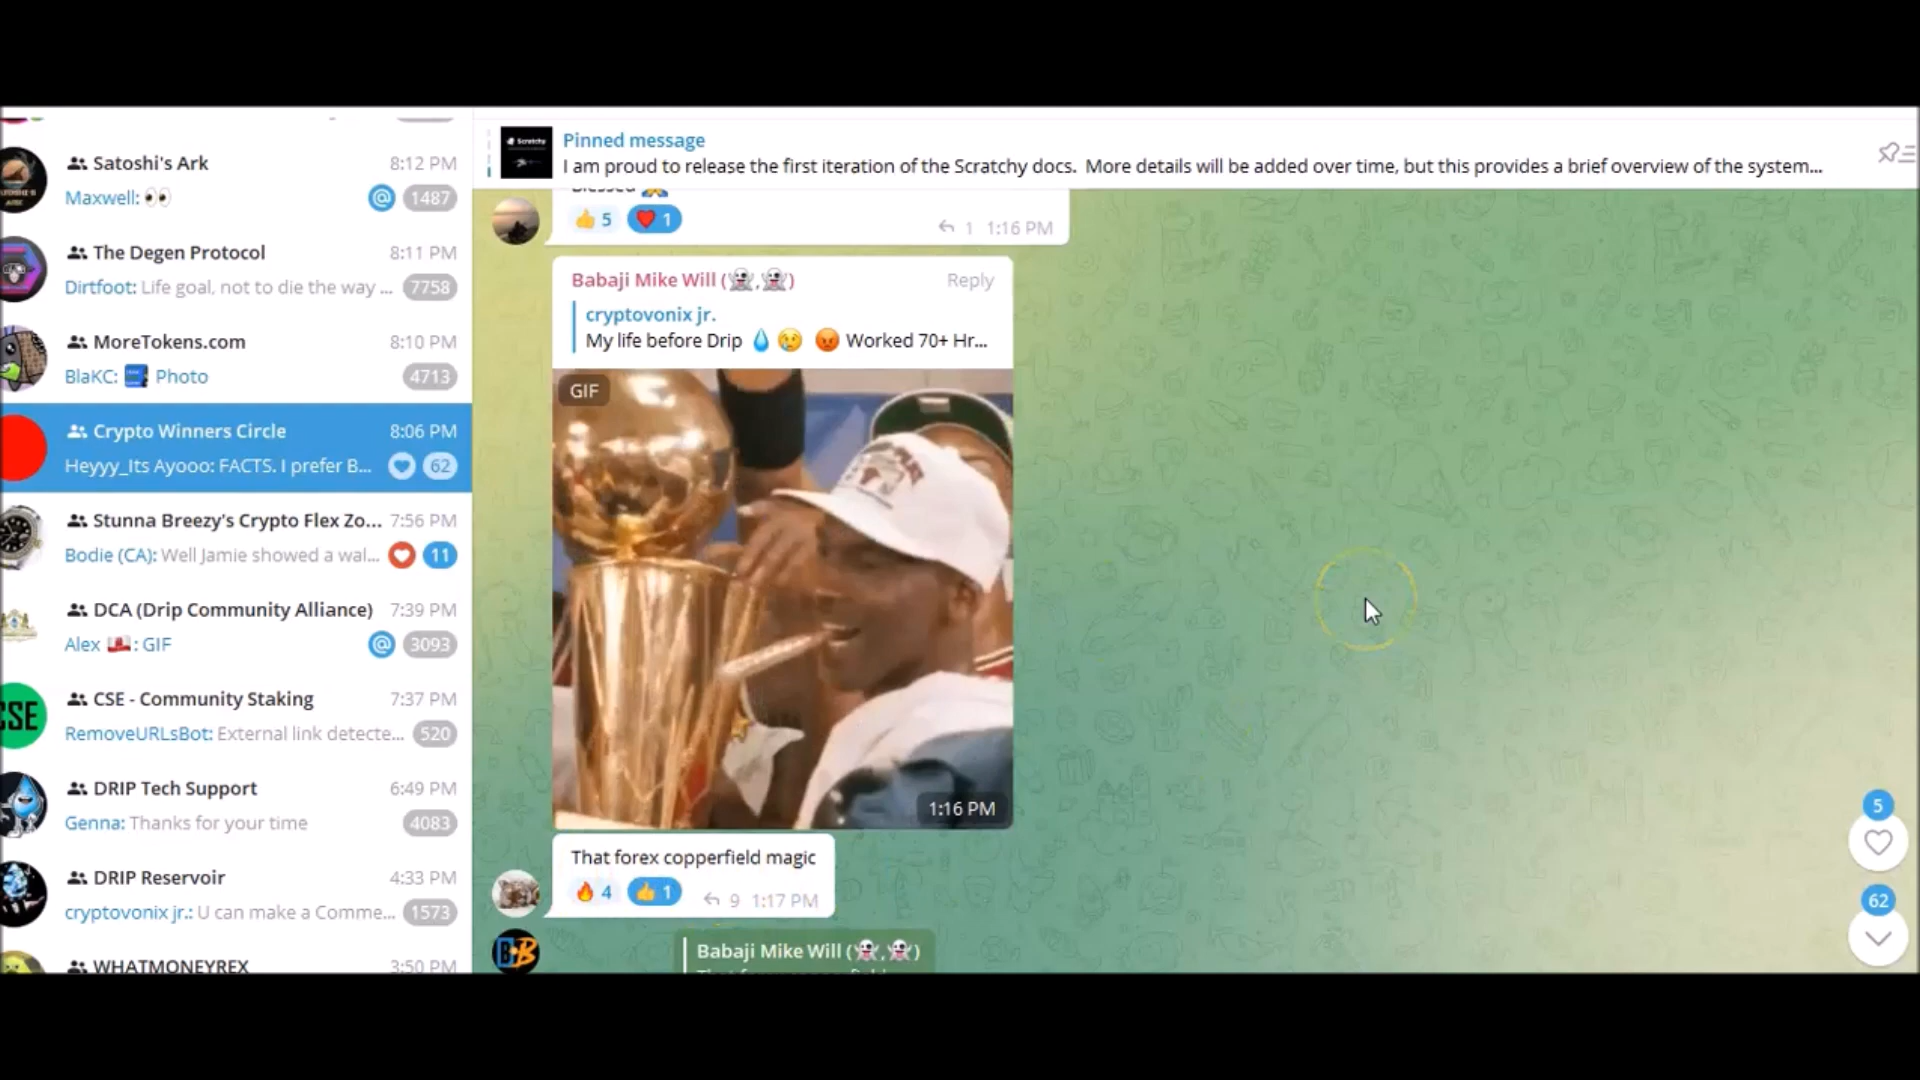 Satoshi's Ark 8:12 PM
Maxwell: 👀 @ 1487
The Degen Protocol 8:11 PM
Dirtfoot: Life goal, not to die the way ... 7758
MoreTokens.com 8:10 PM
BlaKC: Photo 4713
Crypto Winners Circle 8:06 PM
Heyyy_Its Ayooo: FACTS. I prefer B... 62
Stunna Breezy's Crypto Flex Zo... 7:56 PM
Bodie (CA): Well Jamie showed a wal... 11
DCA (Drip Community Alliance) 7:39 PM
Alex : GIF @ 3093
CSE
CSE - Community Staking 7:37 PM
RemoveURLsBot: External link detecte... 520
DRIP Tech Support 6:49 PM
Genna: Thanks for your time 4083
DRIP Reservoir 4:33 PM
cryptovonix jr.: U can make a Comme... 1573
WHATMONEYREX 3:50 PM
Scratchy
Pinned message
I am proud to release the first iteration of the Scratchy docs. More details will be added over time, but this provides a brief overview of the system...
Blessed 🙏
👍 5 ❤️ 1 1 1:16 PM
Babaji Mike Will (👻,👻) Reply
cryptovonix jr.
My life before Drip 💧 😢 😡 Worked 70+ Hr...
GIF
1:16 PM
That forex copperfield magic
🔥 4 👍 1 9 1:17 PM
Babaji Mike Will (👻,👻)
5
62